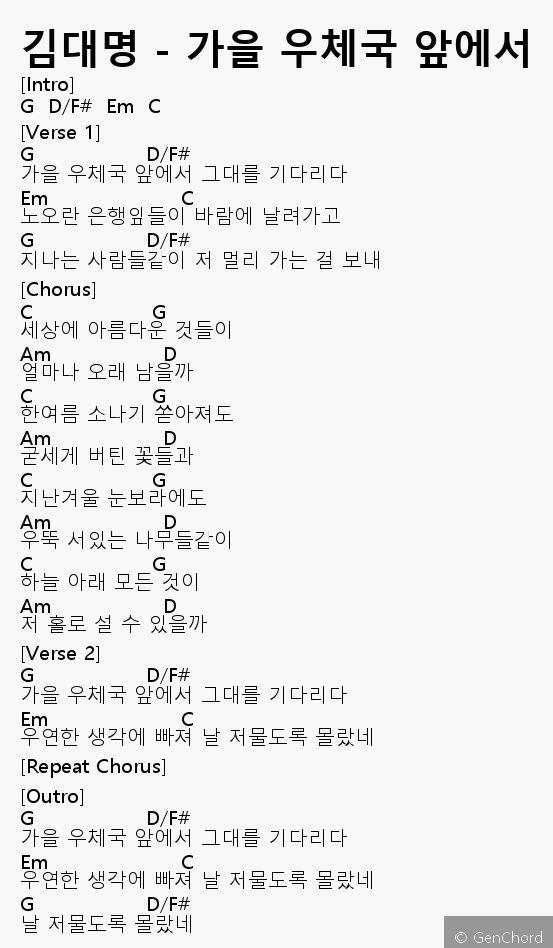 김대명 - 가을 우체국 앞에서
[Intro]
G D/F# Em C
[Verse 1]
G D/F#
가을 우체국 앞에서 그대를 기다리다
Em C
노오란 은행잎들이 바람에 날려가고
G D/F#
지나는 사람들같이 저 멀리 가는 걸 보내
[Chorus]
C G
세상에 아름다운 것들이
Am D
얼마나 오래 남을까
C G
한여름 소나기 쏟아져도
Am D
굳세게 버틴 꽃들과
C G
지난겨울 눈보라에도
Am D
우뚝 서있는 나무들같이
C G
하늘 아래 모든 것이
Am D
저 홀로 설 수 있을까
[Verse 2]
G D/F#
가을 우체국 앞에서 그대를 기다리다
Em C
우연한 생각에 빠져 날 저물도록 몰랐네
[Repeat Chorus]
[Outro]
G D/F#
가을 우체국 앞에서 그대를 기다리다
Em C
우연한 생각에 빠져 날 저물도록 몰랐네
G D/F#
날 저물도록 몰랐네
© GenChord